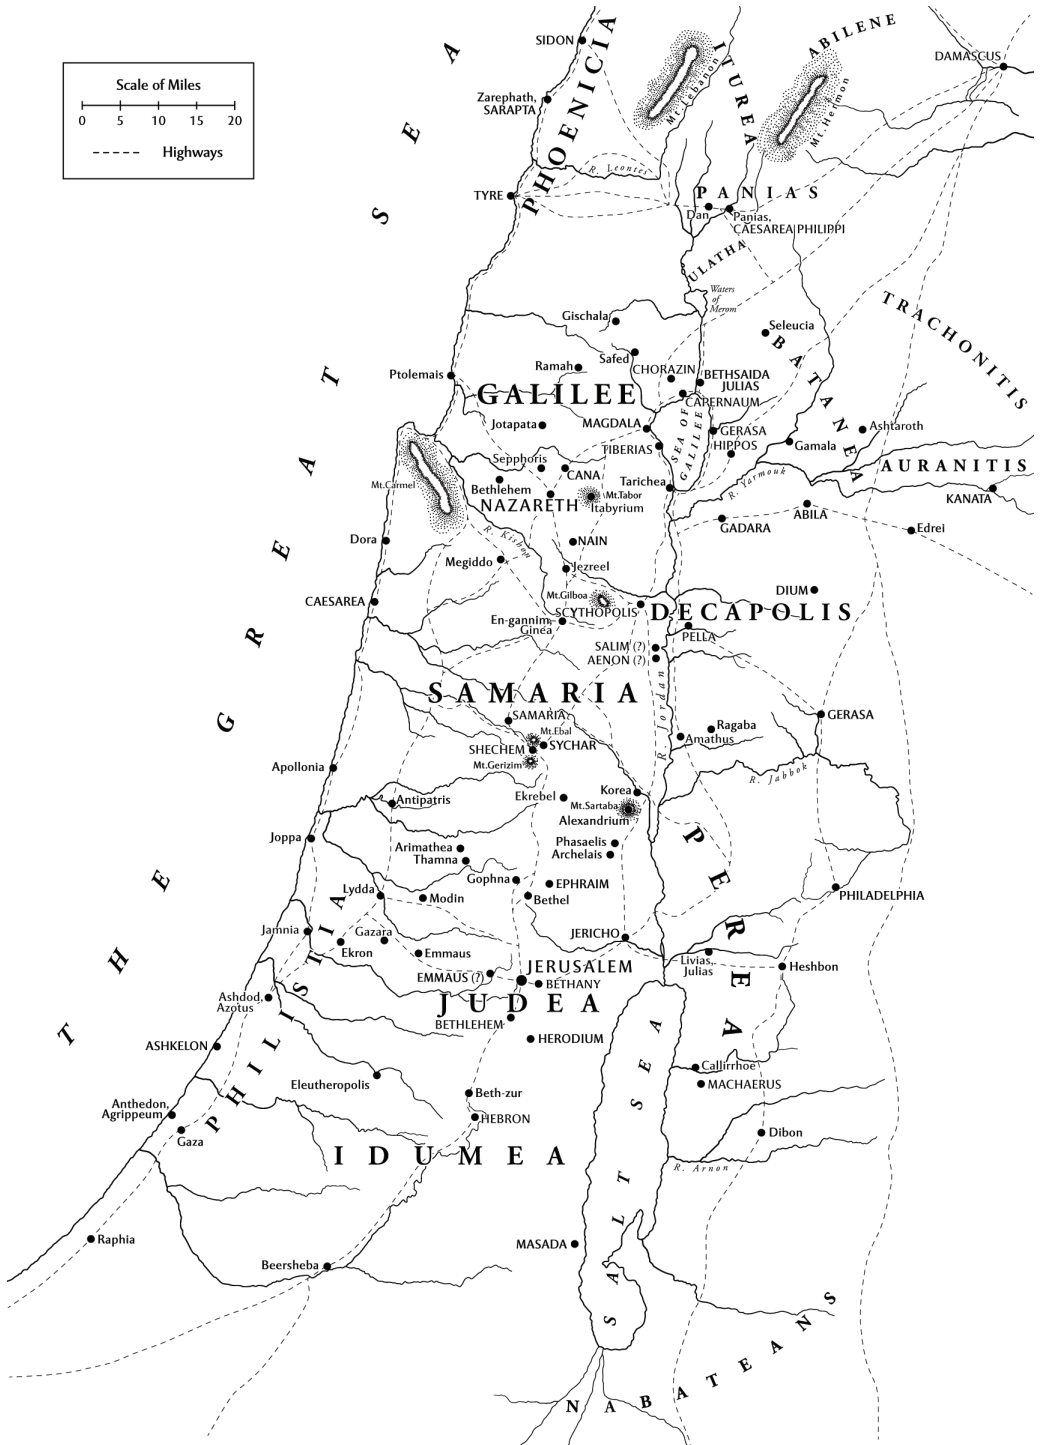 Scale of Miles
0 5 10 15 20
Highways
THE GREAT SEA
PHOENICIA
ITUREA
ABILENE
SIDON
Mt.Lebanon
Mt.Hermon
DAMASCUS
Zarephath,
SARAPTA
R. Leontes
TYRE
PANIAS
Dan
Panias,
CAESAREA PHILIPPI
ULATHA
Waters
of
Merom
TRACHONITIS
Gischala
Seleucia
BATANEA
Safed
Ramah
CHORAZIN
BETHSAIDA
JULIAS
Ptolemais
GALILEE
CAPERNAUM
Jotapata
MAGDALA
SEA OF
GALILEE
GERASA
HIPPOS
Gamala
Ashtaroth
TIBERIAS
Sepphoris
CANA
AURANITIS
Mt.Carmel
Bethlehem
Tarichea
R. Yarmouk
KANATA
NAZARETH
Mt.Tabor
Itabyrium
GADARA
ABILA
Edrei
R. Kishon
Dora
NAIN
Megiddo
Jezreel
CAESAREA
Mt.Gilboa
SCYTHOPOLIS
DECAPOLIS
DIUM
En-gannim,
Ginea
PELLA
SALIM (?)
AENON (?)
SAMARIA
R. Jordan
SAMARIA
Mt.Ebal
SHECHEM
SYCHAR
Mt.Gerizim
Ragaba
Amathus
GERASA
Apollonia
R. Jabbok
Antipatris
Ekrebel
Korea
Mt.Sartaba
Alexandrium
PEREA
Joppa
Arimathea
Thamna
Phasaelis
Archelais
Gophna
EPHRAIM
Lydda
Modin
Bethel
PHILADELPHIA
PHILISTIA
Jamnia
Gazara
Ekron
Emmaus
JERICHO
EMMAUS (?)
JERUSALEM
BETHANY
Livias,
Julias
Heshbon
Ashdod,
Azotus
JUDEA
BETHLEHEM
HERODIUM
ASHKELON
Eleutheropolis
Callirrhoe
MACHAERUS
Beth-zur
Anthedon,
Agrippeum
HEBRON
Gaza
Dibon
IDUMEA
SALT SEA
R. Arnon
Raphia
MASADA
Beersheba
NABATEANS